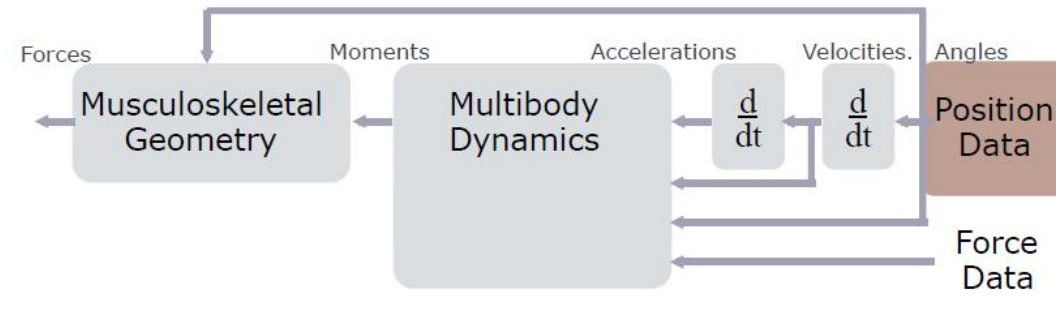 Forces
Moments
Accelerations
Velocities.
Angles
Musculoskeletal
Geometry
Multibody
Dynamics
d
dt
d
dt
Position
Data
Force
Data